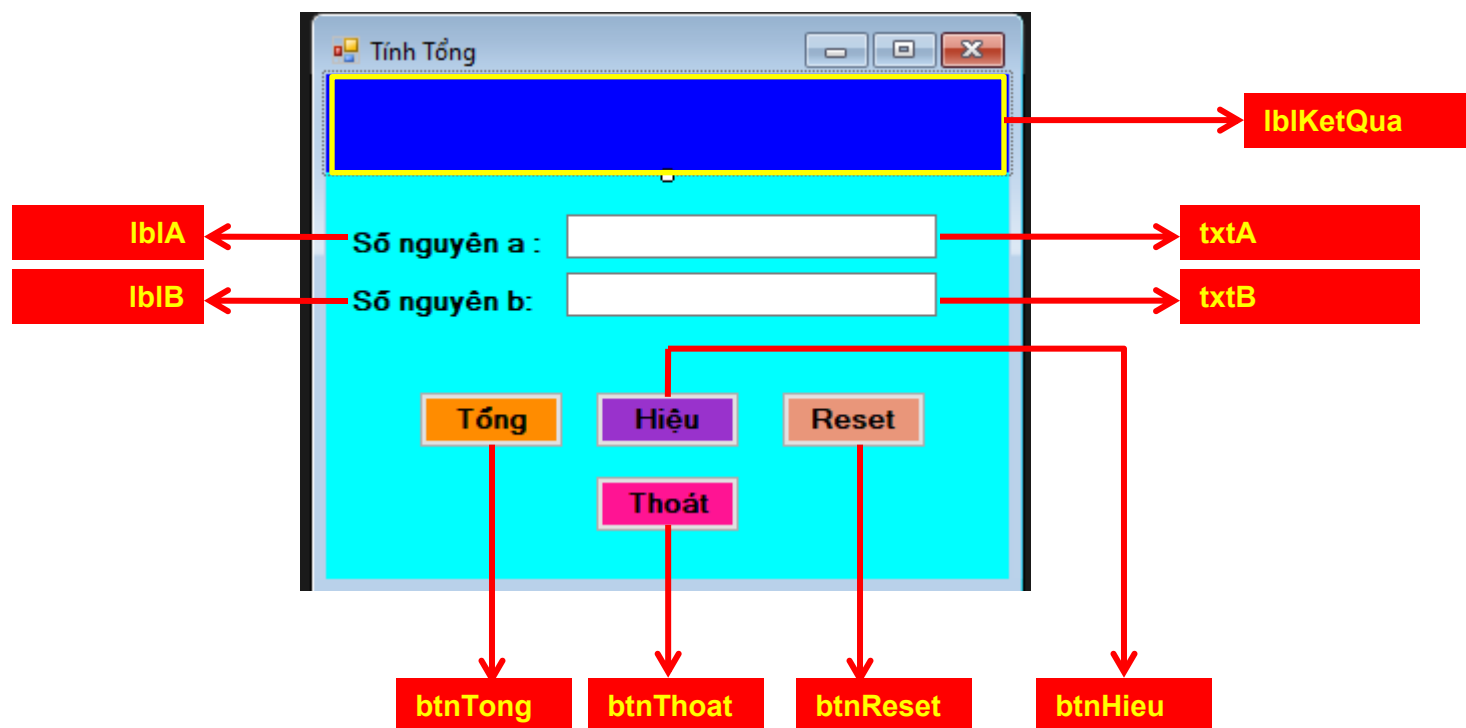 Tính Tổng
lblKetQua
lblA
Số nguyên a :
txtA
lblB
Số nguyên b:
txtB
Tổng
Hiệu
Reset
Thoát
btnTong
btnThoat
btnReset
btnHieu